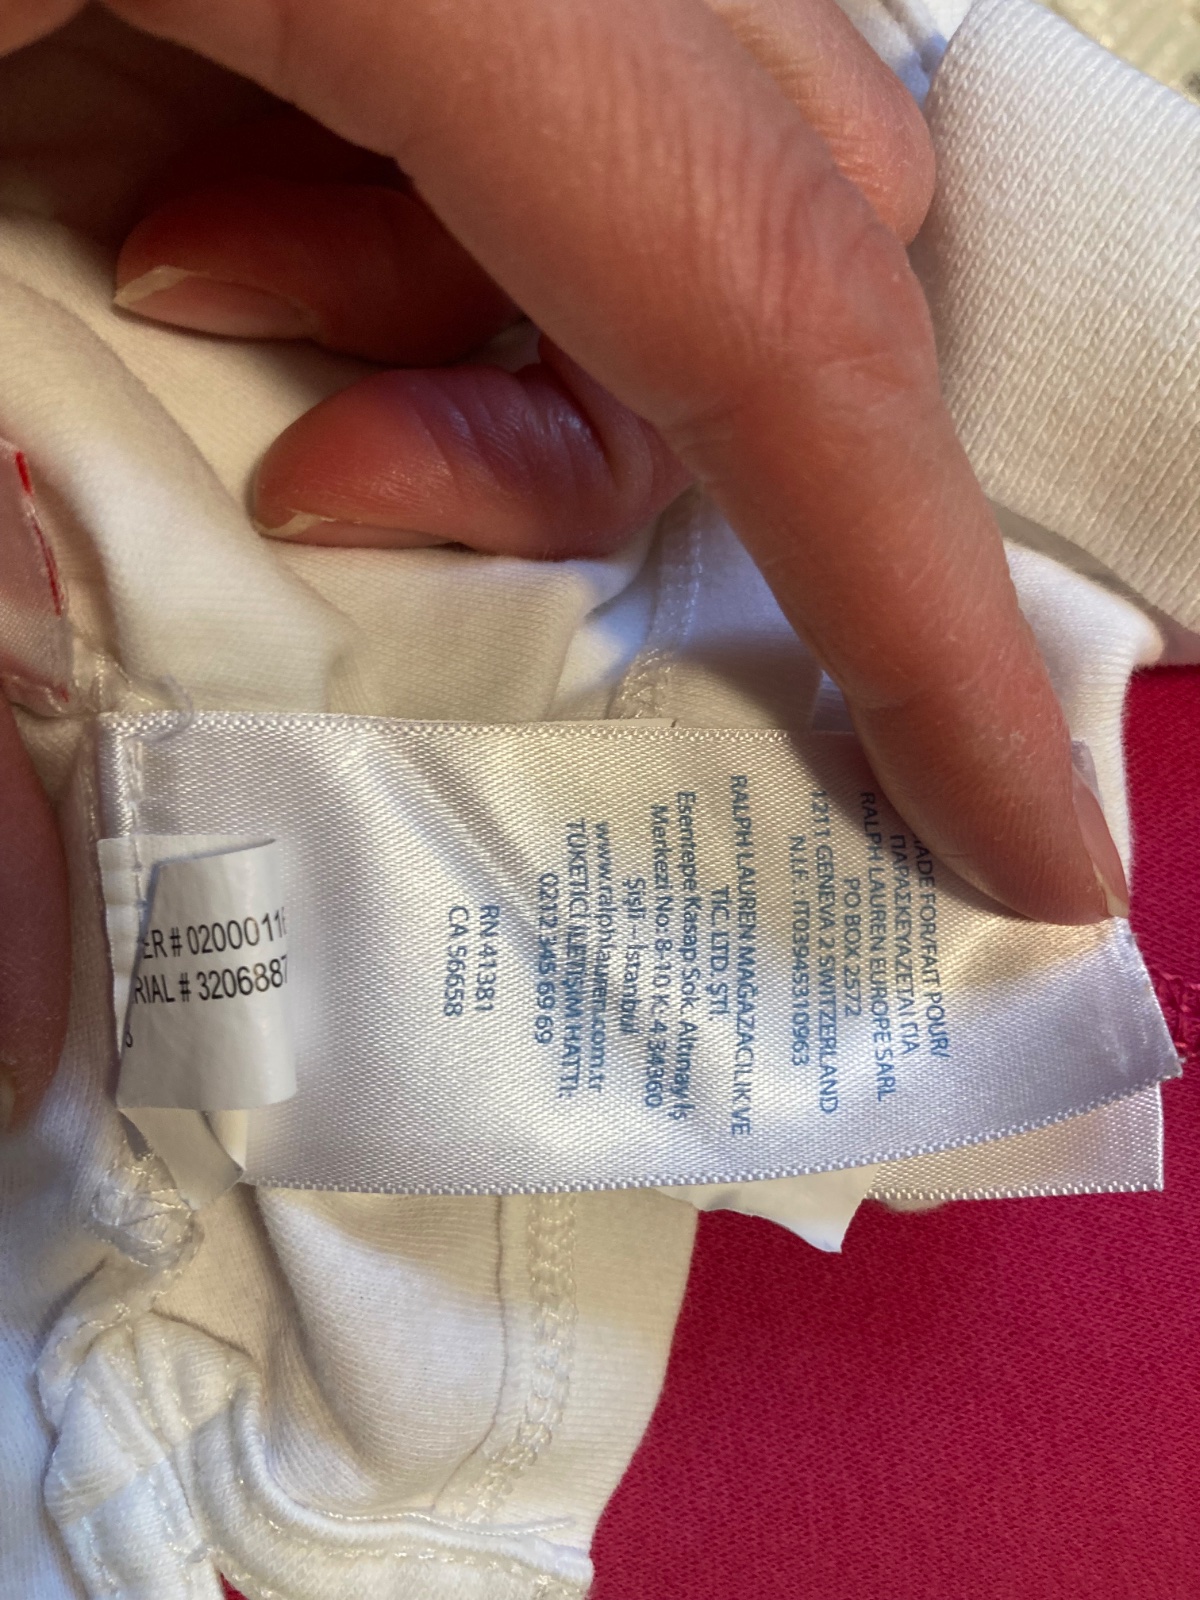 MADE FOR/FAIT POUR/
ΠΑΡΑΣΚΕΥΑΖΕΤΑΙ ΓΙΑ
RALPH LAUREN EUROPE SARL
PO BOX 2572
1211 GENEVA 2 SWITZERLAND
N.I.F: IT03945310963
RALPH LAUREN MAGAZACILIK VE
TIC. LTD. STI
Esentepe Kasap Sok. Altınay İş
Merkezi No: 8-10 K: 4 34360
Şişli – İstanbul
www.ralphlauren.com.tr
TÜKETİCİ İLETİŞİM HATTI:
0212 345 69 69
RN 41381
CA 56658
ER # 0200011
RIAL # 3206887